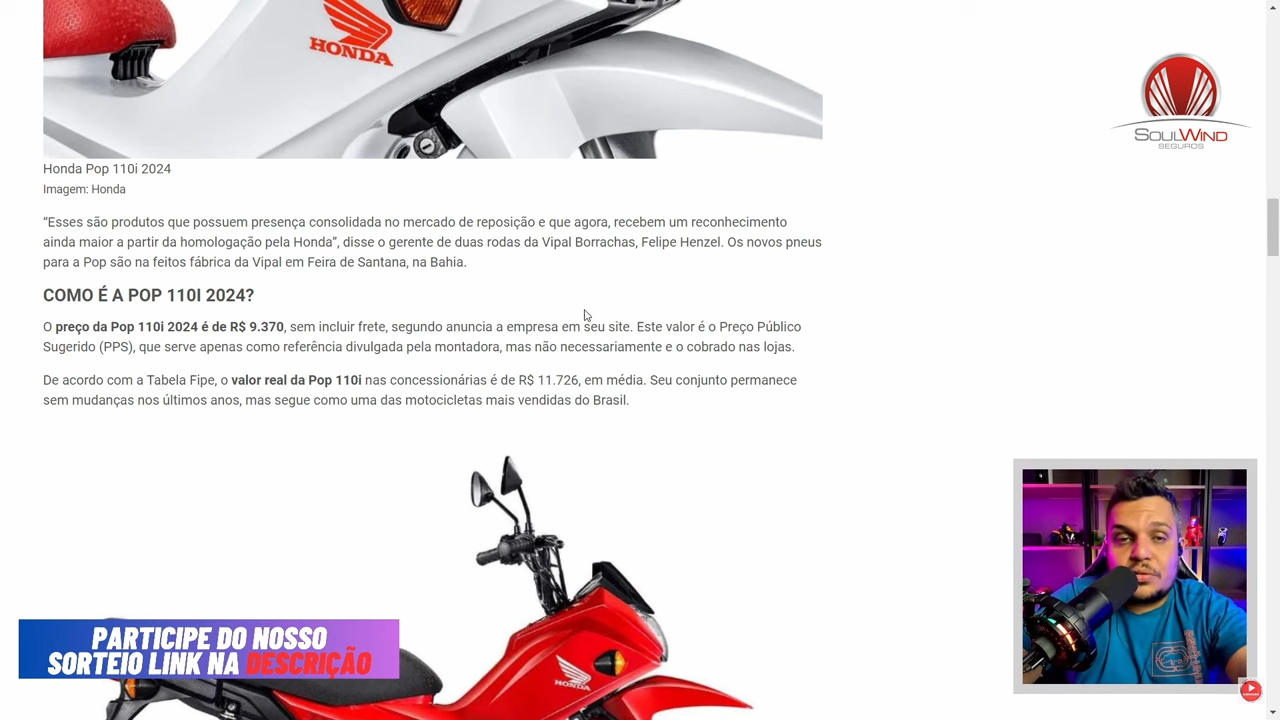 HONDA
SOULWIND
SEGUROS
Honda Pop 110i 2024
Imagem: Honda
“Esses são produtos que possuem presença consolidada no mercado de reposição e que agora, recebem um reconhecimento
ainda maior a partir da homologação pela Honda”, disse o gerente de duas rodas da Vipal Borrachas, Felipe Henzel. Os novos pneus
para a Pop são na feitos fábrica da Vipal em Feira de Santana, na Bahia.
COMO É A POP 110I 2024?
O preço da Pop 110i 2024 é de R$ 9.370, sem incluir frete, segundo anuncia a empresa em seu site. Este valor é o Preço Público
Sugerido (PPS), que serve apenas como referência divulgada pela montadora, mas não necessariamente e o cobrado nas lojas.
De acordo com a Tabela Fipe, o valor real da Pop 110i nas concessionárias é de R$ 11.726, em média. Seu conjunto permanece
sem mudanças nos últimos anos, mas segue como uma das motocicletas mais vendidas do Brasil.
PARTICIPE DO NOSSO
SORTEIO LINK NA DESCRIÇÃO
HONDA